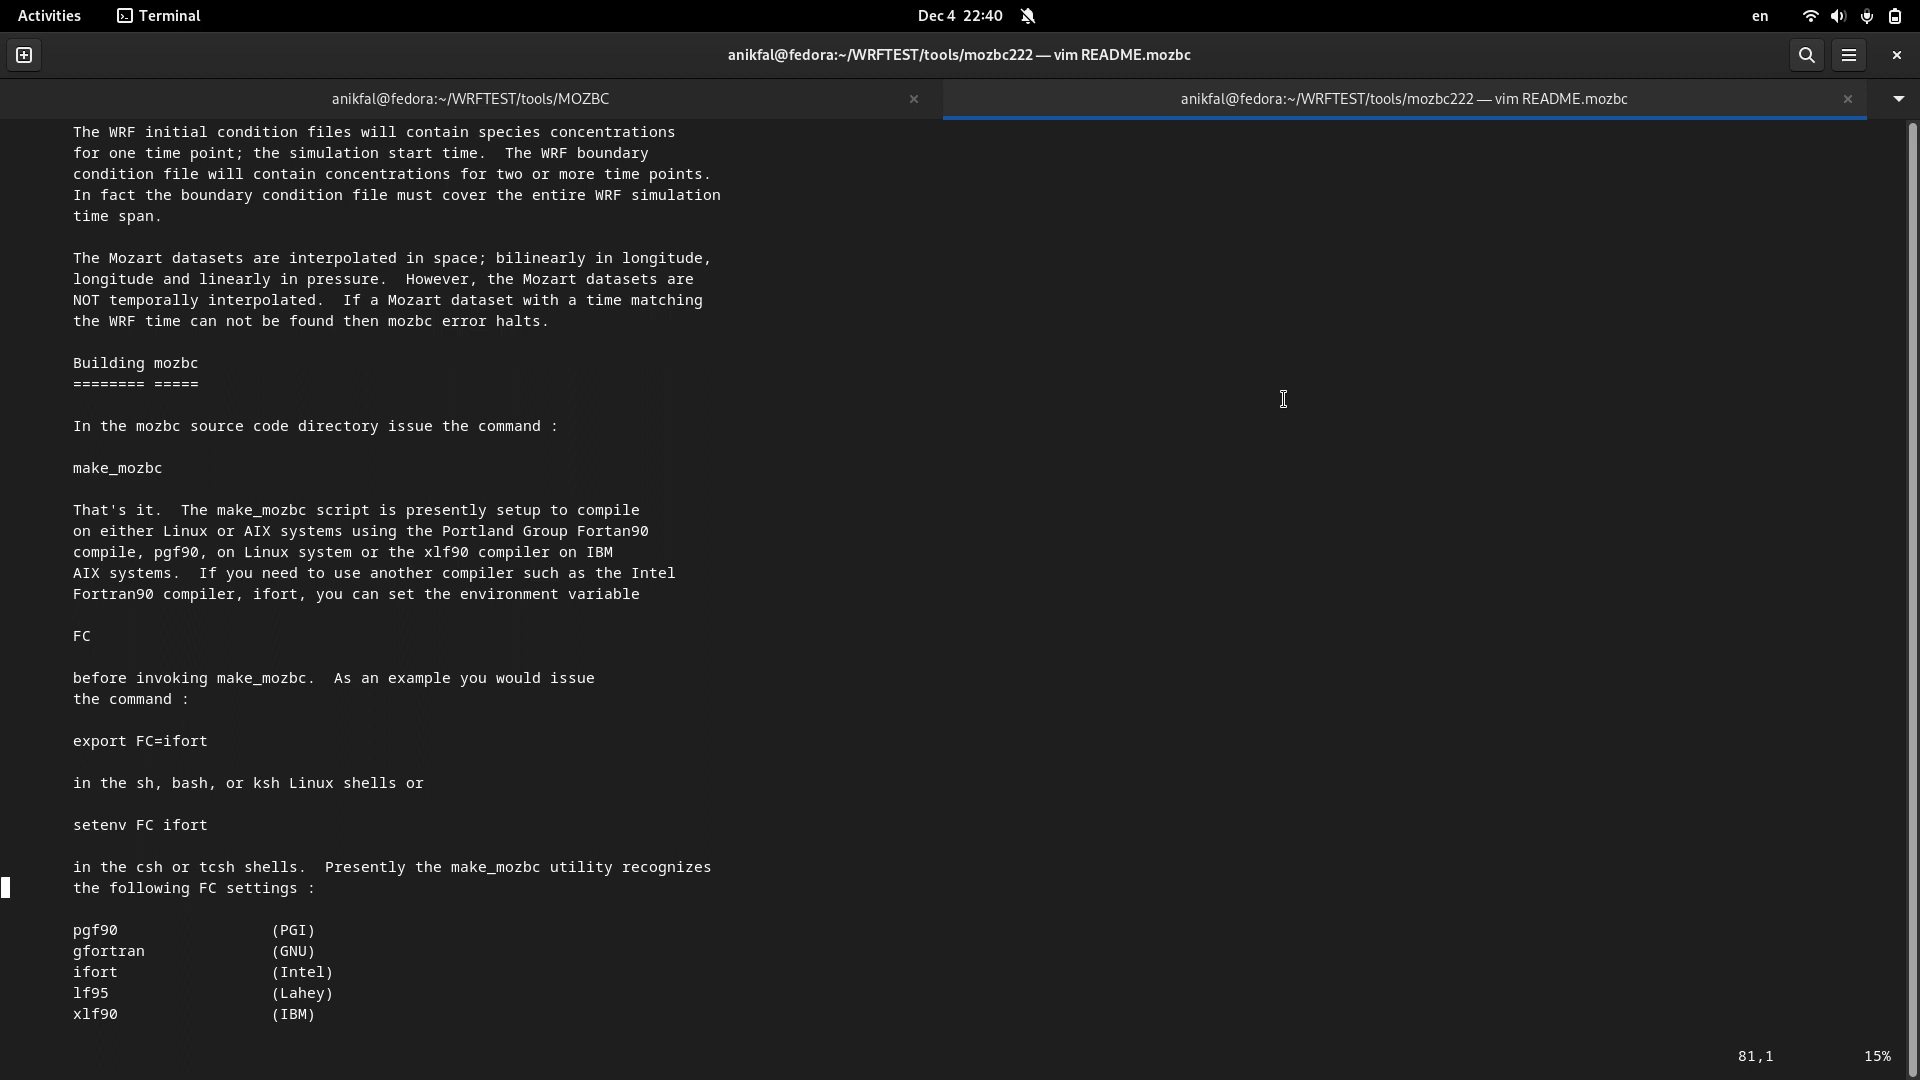 Activities
Terminal
Dec 4 22:40
en
anikfal@fedora:~/WRFTEST/tools/mozbc222 — vim README.mozbc
anikfal@fedora:~/WRFTEST/tools/MOZBC
anikfal@fedora:~/WRFTEST/tools/mozbc222 — vim README.mozbc
The WRF initial condition files will contain species concentrations
for one time point; the simulation start time.  The WRF boundary
condition file will contain concentrations for two or more time points.
In fact the boundary condition file must cover the entire WRF simulation
time span.
The Mozart datasets are interpolated in space; bilinearly in longitude,
longitude and linearly in pressure.  However, the Mozart datasets are
NOT temporally interpolated.  If a Mozart dataset with a time matching
the WRF time can not be found then mozbc error halts.
Building mozbc
======== =====
In the mozbc source code directory issue the command :
make_mozbc
That's it.  The make_mozbc script is presently setup to compile
on either Linux or AIX systems using the Portland Group Fortan90
compile, pgf90, on Linux system or the xlf90 compiler on IBM
AIX systems.  If you need to use another compiler such as the Intel
Fortran90 compiler, ifort, you can set the environment variable
FC
before invoking make_mozbc.  As an example you would issue
the command :
export FC=ifort
in the sh, bash, or ksh Linux shells or
setenv FC ifort
in the csh or tcsh shells.  Presently the make_mozbc utility recognizes
the following FC settings :
pgf90 (PGI)
gfortran (GNU)
ifort (Intel)
lf95 (Lahey)
xlf90 (IBM)
81,1 15%